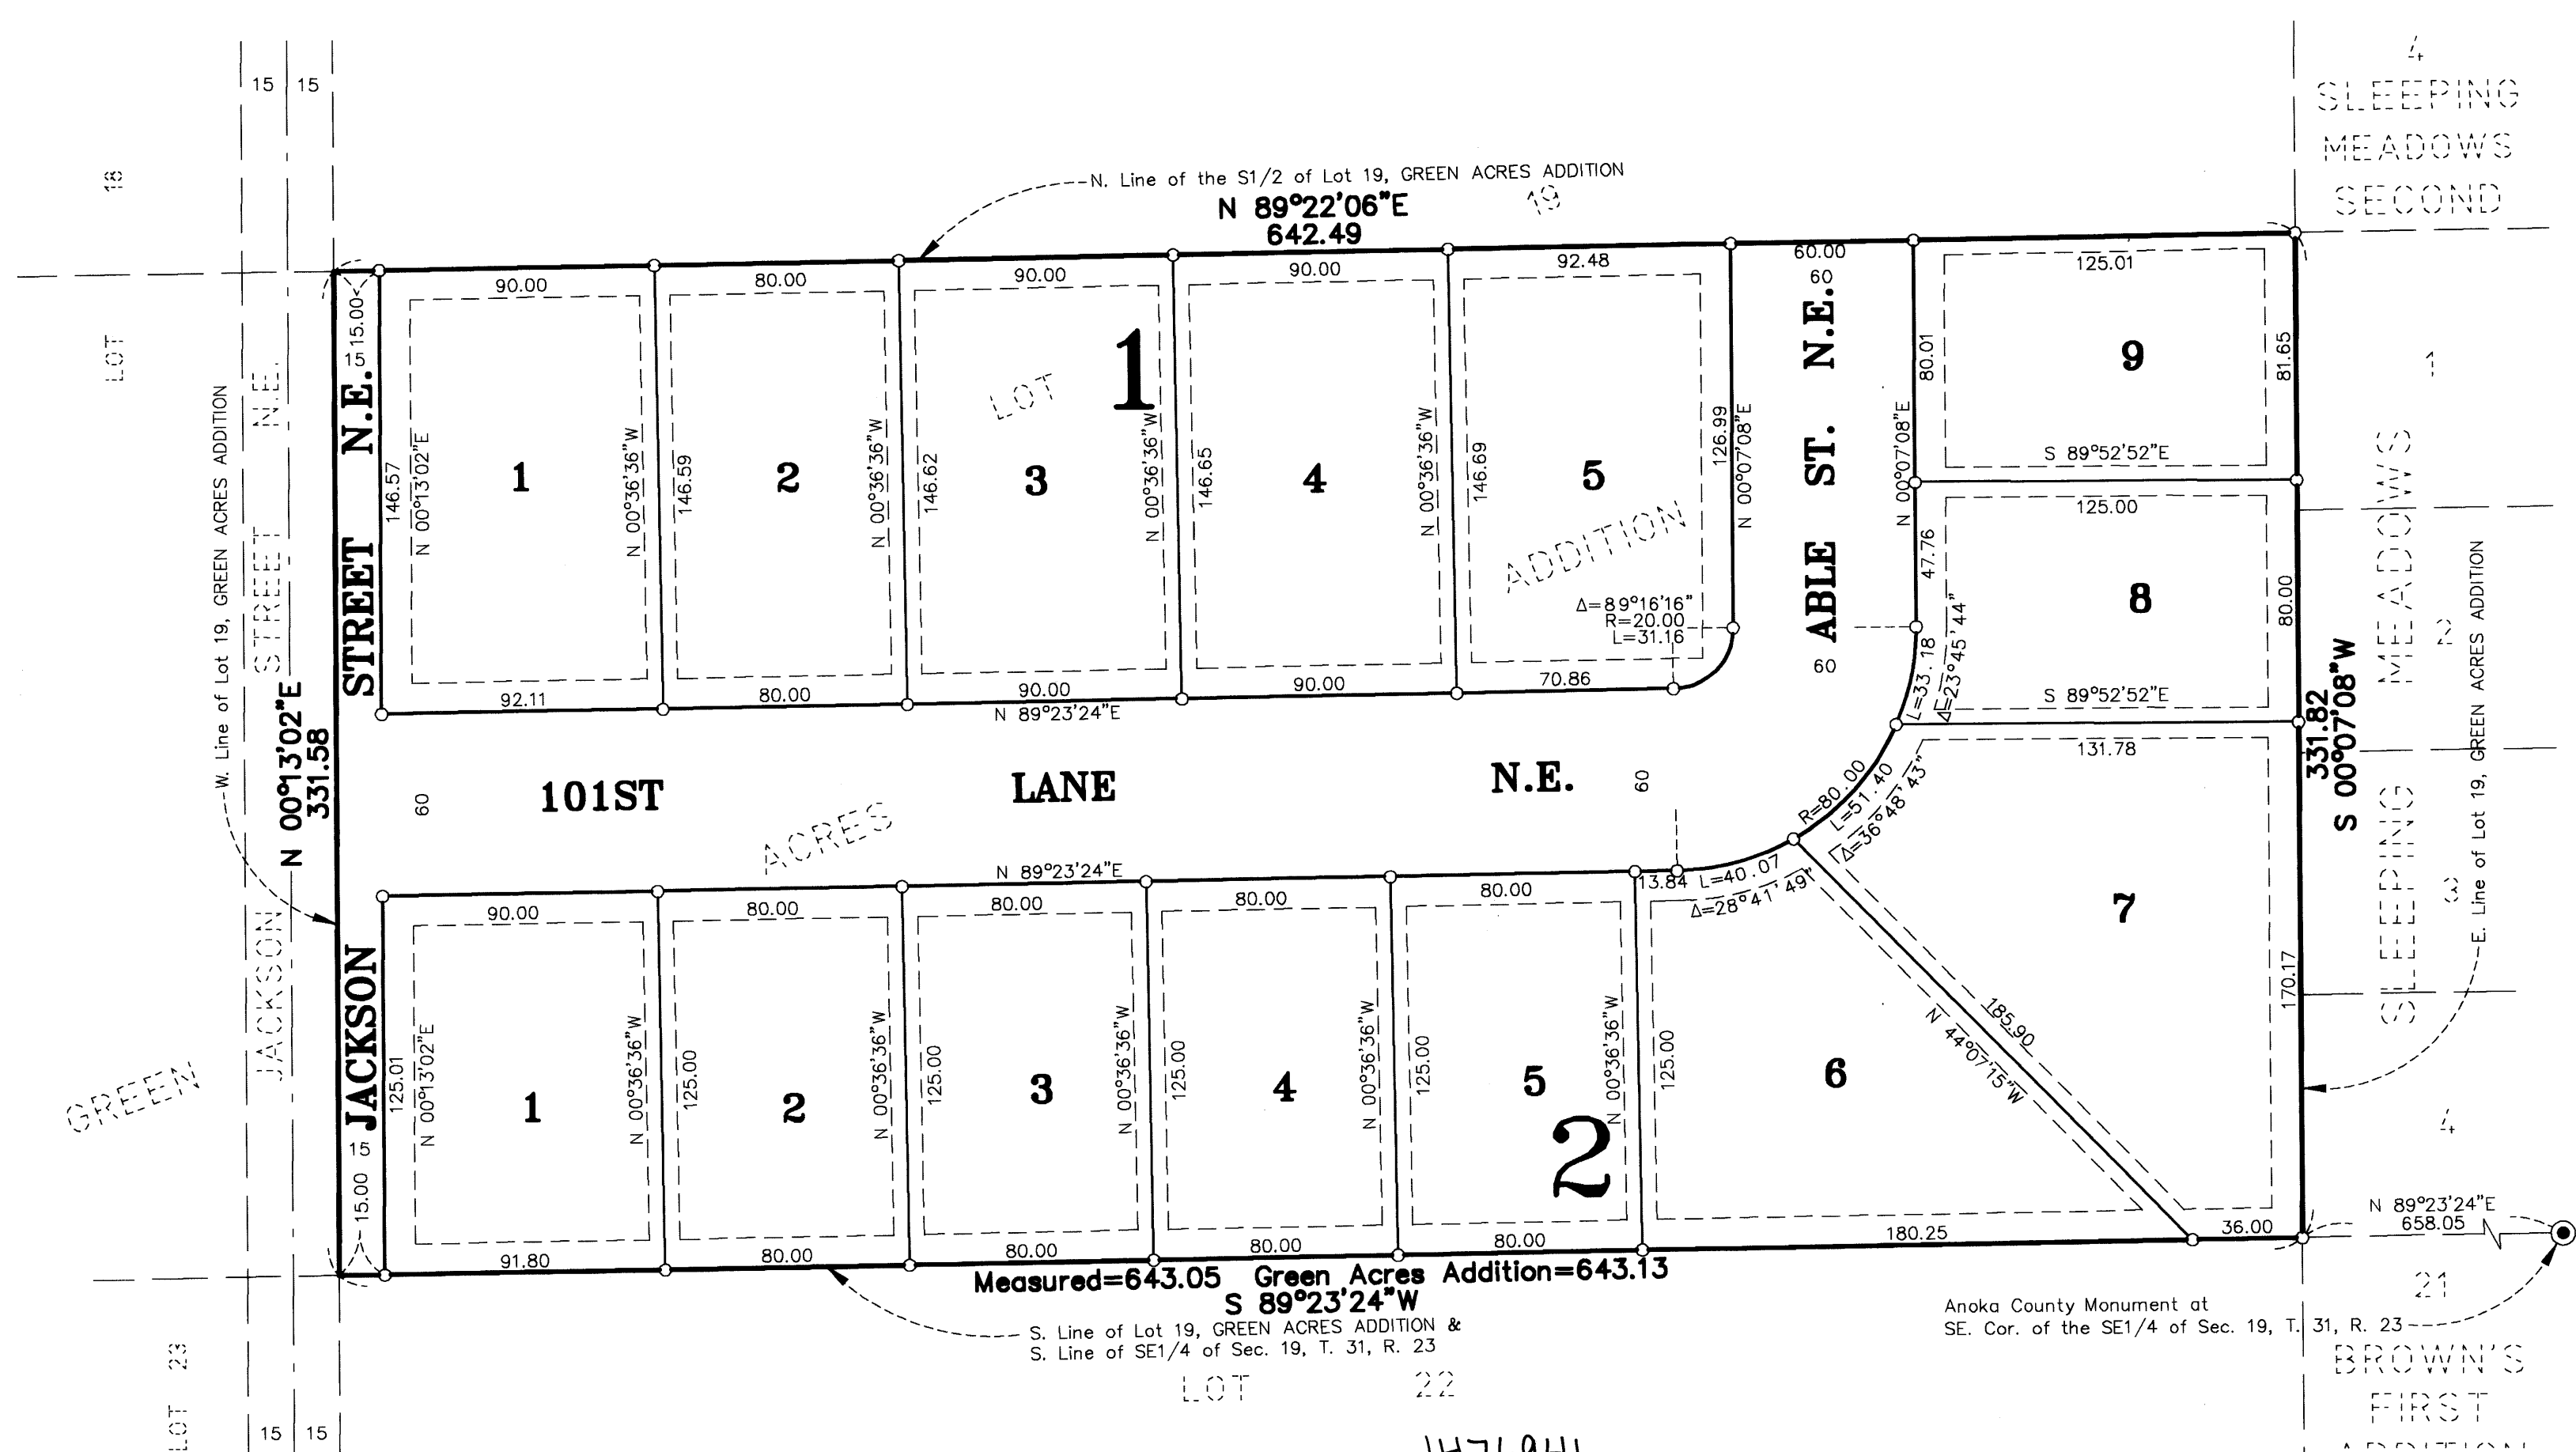 15
15
4
SLEEPING
MEADOWS
SECOND
18
LOT
N. Line of the S1/2 of Lot 19, GREEN ACRES ADDITION
N 89°22'06"E
642.49
19
90.00
80.00
90.00
90.00
92.48
60.00
60
125.01
15.00
15
1
LOT
9
81.65
1
80.01
S 89°52'52"E
146.57
N 00°13'02"E
1
N 00°36'36"W
146.59
2
N 00°36'36"W
146.62
3
N 00°36'36"W
146.65
4
N 00°36'36"W
146.69
5
126.99
N 00°07'08"E
ABLE ST. N.E.
N 00°07'08"E
W. Line of Lot 19, GREEN ACRES ADDITION
JACKSON STREET N.E.
JACKSON STREET N.E.
ADDITION
Δ=89°16'16"
R=20.00
L=31.16
60
125.00
47.76
8
80.00
L=33.18
Δ=23°45'44"
S 89°52'52"E
2
SLEEPING MEADOWS
E. Line of Lot 19, GREEN ACRES ADDITION
92.11
80.00
90.00
90.00
70.86
N 89°23'24"E
N 00°13'02"E
331.58
331.82
S 00°07'08"W
131.78
60
101ST LANE N.E.
60
ACRES
R=80.00
L=51.40
Δ=36°48'43"
N 89°23'24"E
90.00
80.00
80.00
80.00
80.00
13.84
L=40.07
Δ=28°41'49"
7
3
170.17
185.90
N 44°07'15"W
GREEN
125.01
N 00°13'02"E
1
N 00°36'36"W
125.00
2
N 00°36'36"W
125.00
3
N 00°36'36"W
125.00
4
N 00°36'36"W
125.00
5
N 00°36'36"W
125.00
6
2
4
15
15.00
91.80
80.00
80.00
80.00
80.00
180.25
36.00
N 89°23'24"E
658.05
Measured=643.05 Green Acres Addition=643.13
S 89°23'24"W
S. Line of Lot 19, GREEN ACRES ADDITION &
S. Line of SE1/4 of Sec. 19, T. 31, R. 23
21
Anoka County Monument at
SE. Cor. of the SE1/4 of Sec. 19, T. 31, R. 23
LOT 23
LOT 22
BROWN'S
FIRST
ADDITION
15
15